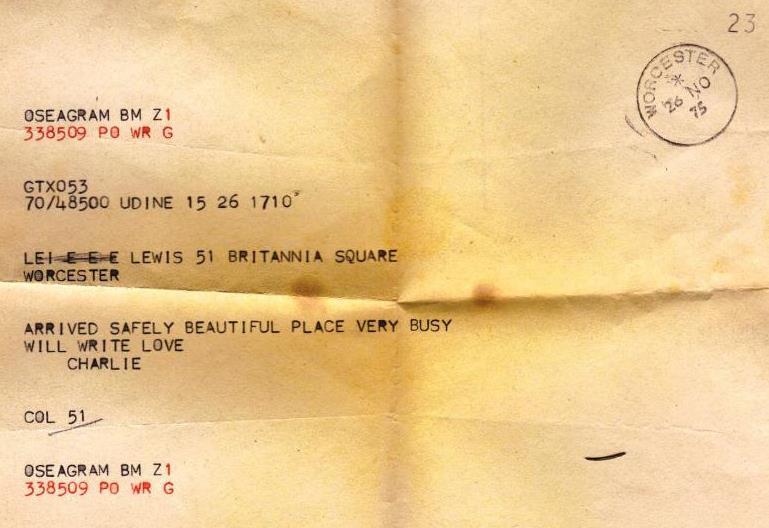 23
WORCESTER
* 26 NO
75
OSEAGRAM BM Z1
338509 PO WR G
GTX053
70/48500 UDINE 15 26 1710
LEI E E E LEWIS 51 BRITANNIA SQUARE
WORCESTER
ARRIVED SAFELY BEAUTIFUL PLACE VERY BUSY
WILL WRITE LOVE
CHARLIE
COL 51
OSEAGRAM BM Z1
338509 PO WR G